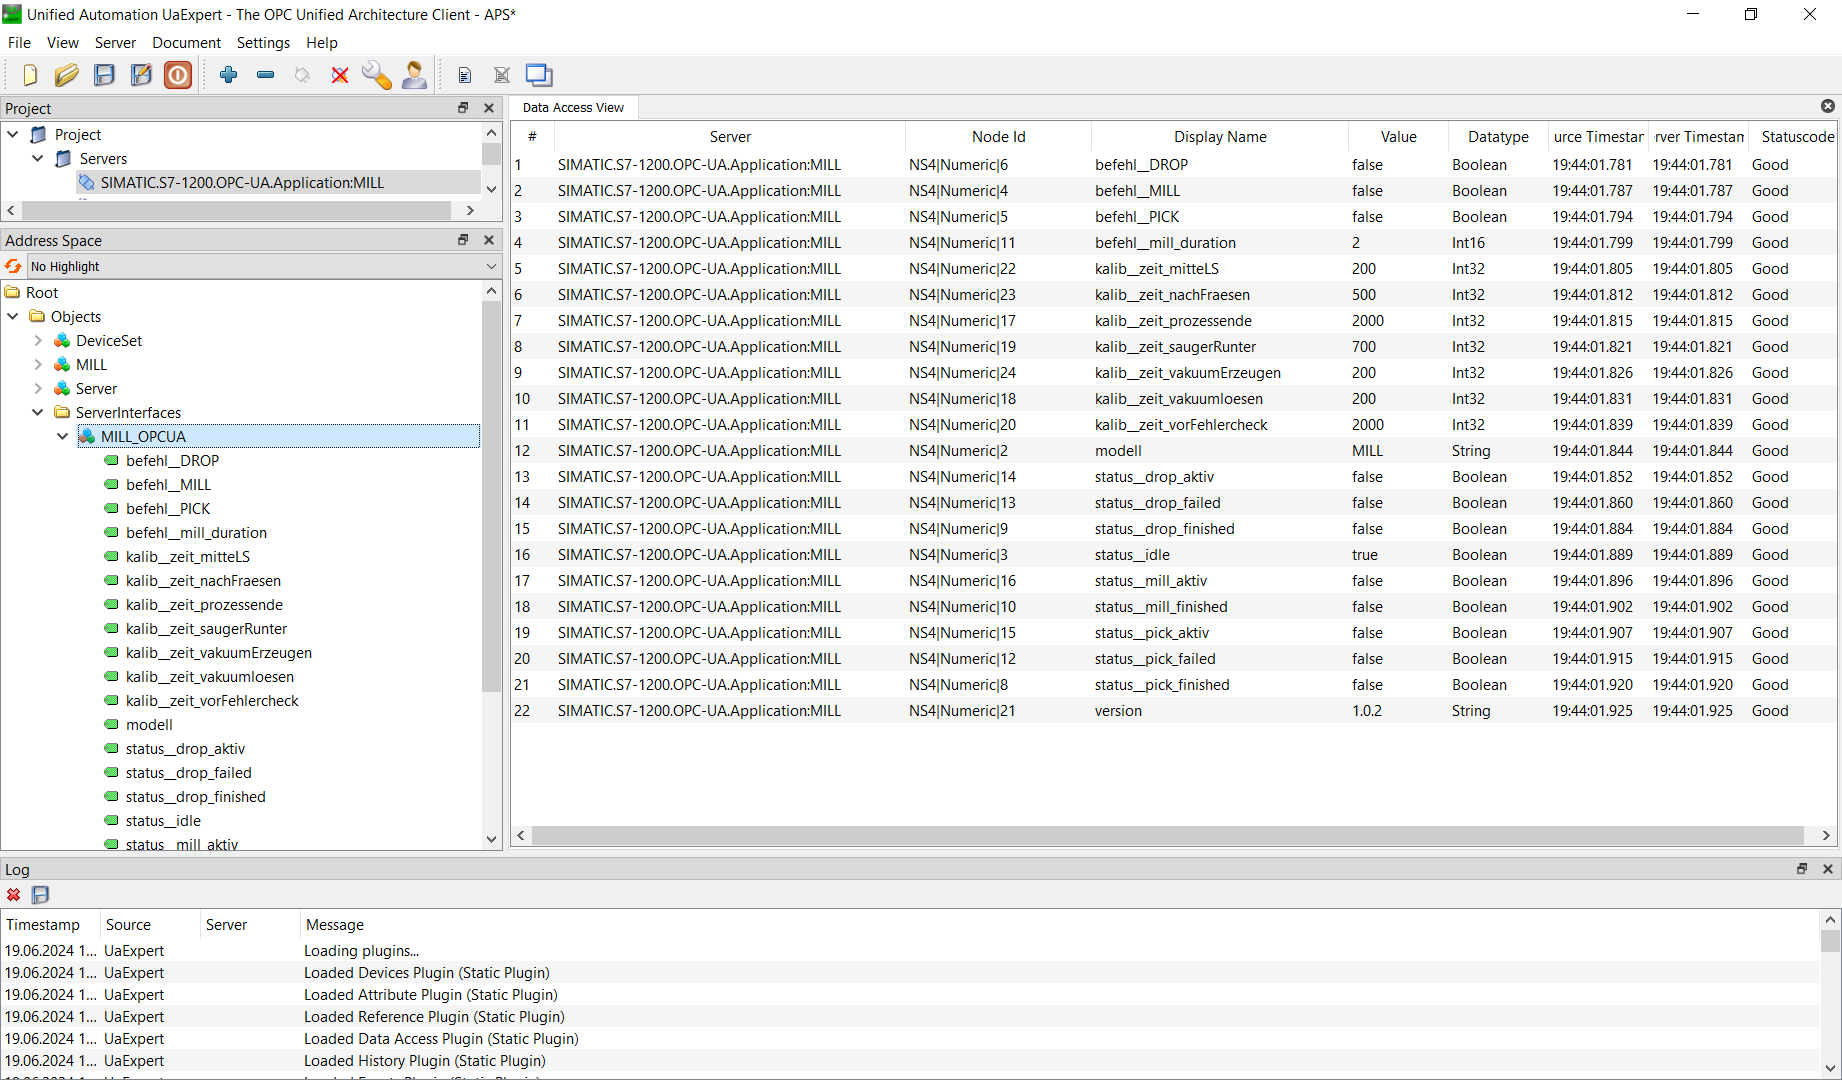 Unified Automation UaExpert - The OPC Unified Architecture Client - APS*
File View Server Document Settings Help
Project
Project
Servers
SIMATIC.S7-1200.OPC-UA.Application:MILL
Address Space
No Highlight
Root
Objects
DeviceSet
MILL
Server
ServerInterfaces
MILL_OPCUA
befehl__DROP
befehl__MILL
befehl__PICK
befehl__mill_duration
kalib__zeit_mitteLS
kalib__zeit_nachFraesen
kalib__zeit_prozessende
kalib__zeit_saugerRunter
kalib__zeit_vakuumErzeugen
kalib__zeit_vakuumloesen
kalib__zeit_vorFehlercheck
modell
status__drop_aktiv
status__drop_failed
status__drop_finished
status__idle
status__mill_aktiv
Data Access View
# Server Node Id Display Name Value Datatype urce Timestar rver Timestan Statuscode
1 SIMATIC.S7-1200.OPC-UA.Application:MILL NS4|Numeric|6 befehl__DROP false Boolean 19:44:01.781 19:44:01.781 Good
2 SIMATIC.S7-1200.OPC-UA.Application:MILL NS4|Numeric|4 befehl__MILL false Boolean 19:44:01.787 19:44:01.787 Good
3 SIMATIC.S7-1200.OPC-UA.Application:MILL NS4|Numeric|5 befehl__PICK false Boolean 19:44:01.794 19:44:01.794 Good
4 SIMATIC.S7-1200.OPC-UA.Application:MILL NS4|Numeric|11 befehl__mill_duration 2 Int16 19:44:01.799 19:44:01.799 Good
5 SIMATIC.S7-1200.OPC-UA.Application:MILL NS4|Numeric|22 kalib__zeit_mitteLS 200 Int32 19:44:01.805 19:44:01.805 Good
6 SIMATIC.S7-1200.OPC-UA.Application:MILL NS4|Numeric|23 kalib__zeit_nachFraesen 500 Int32 19:44:01.812 19:44:01.812 Good
7 SIMATIC.S7-1200.OPC-UA.Application:MILL NS4|Numeric|17 kalib__zeit_prozessende 2000 Int32 19:44:01.815 19:44:01.815 Good
8 SIMATIC.S7-1200.OPC-UA.Application:MILL NS4|Numeric|19 kalib__zeit_saugerRunter 700 Int32 19:44:01.821 19:44:01.821 Good
9 SIMATIC.S7-1200.OPC-UA.Application:MILL NS4|Numeric|24 kalib__zeit_vakuumErzeugen 200 Int32 19:44:01.826 19:44:01.826 Good
10 SIMATIC.S7-1200.OPC-UA.Application:MILL NS4|Numeric|18 kalib__zeit_vakuumloesen 200 Int32 19:44:01.831 19:44:01.831 Good
11 SIMATIC.S7-1200.OPC-UA.Application:MILL NS4|Numeric|20 kalib__zeit_vorFehlercheck 2000 Int32 19:44:01.839 19:44:01.839 Good
12 SIMATIC.S7-1200.OPC-UA.Application:MILL NS4|Numeric|2 modell MILL String 19:44:01.844 19:44:01.844 Good
13 SIMATIC.S7-1200.OPC-UA.Application:MILL NS4|Numeric|14 status__drop_aktiv false Boolean 19:44:01.852 19:44:01.852 Good
14 SIMATIC.S7-1200.OPC-UA.Application:MILL NS4|Numeric|13 status__drop_failed false Boolean 19:44:01.860 19:44:01.860 Good
15 SIMATIC.S7-1200.OPC-UA.Application:MILL NS4|Numeric|9 status__drop_finished false Boolean 19:44:01.884 19:44:01.884 Good
16 SIMATIC.S7-1200.OPC-UA.Application:MILL NS4|Numeric|3 status__idle true Boolean 19:44:01.889 19:44:01.889 Good
17 SIMATIC.S7-1200.OPC-UA.Application:MILL NS4|Numeric|16 status__mill_aktiv false Boolean 19:44:01.896 19:44:01.896 Good
18 SIMATIC.S7-1200.OPC-UA.Application:MILL NS4|Numeric|10 status__mill_finished false Boolean 19:44:01.902 19:44:01.902 Good
19 SIMATIC.S7-1200.OPC-UA.Application:MILL NS4|Numeric|15 status__pick_aktiv false Boolean 19:44:01.907 19:44:01.907 Good
20 SIMATIC.S7-1200.OPC-UA.Application:MILL NS4|Numeric|12 status__pick_failed false Boolean 19:44:01.915 19:44:01.915 Good
21 SIMATIC.S7-1200.OPC-UA.Application:MILL NS4|Numeric|8 status__pick_finished false Boolean 19:44:01.920 19:44:01.920 Good
22 SIMATIC.S7-1200.OPC-UA.Application:MILL NS4|Numeric|21 version 1.0.2 String 19:44:01.925 19:44:01.925 Good
Log
Timestamp Source Server Message
19.06.2024 1... UaExpert Loading plugins...
19.06.2024 1... UaExpert Loaded Devices Plugin (Static Plugin)
19.06.2024 1... UaExpert Loaded Attribute Plugin (Static Plugin)
19.06.2024 1... UaExpert Loaded Reference Plugin (Static Plugin)
19.06.2024 1... UaExpert Loaded Data Access Plugin (Static Plugin)
19.06.2024 1... UaExpert Loaded History Plugin (Static Plugin)